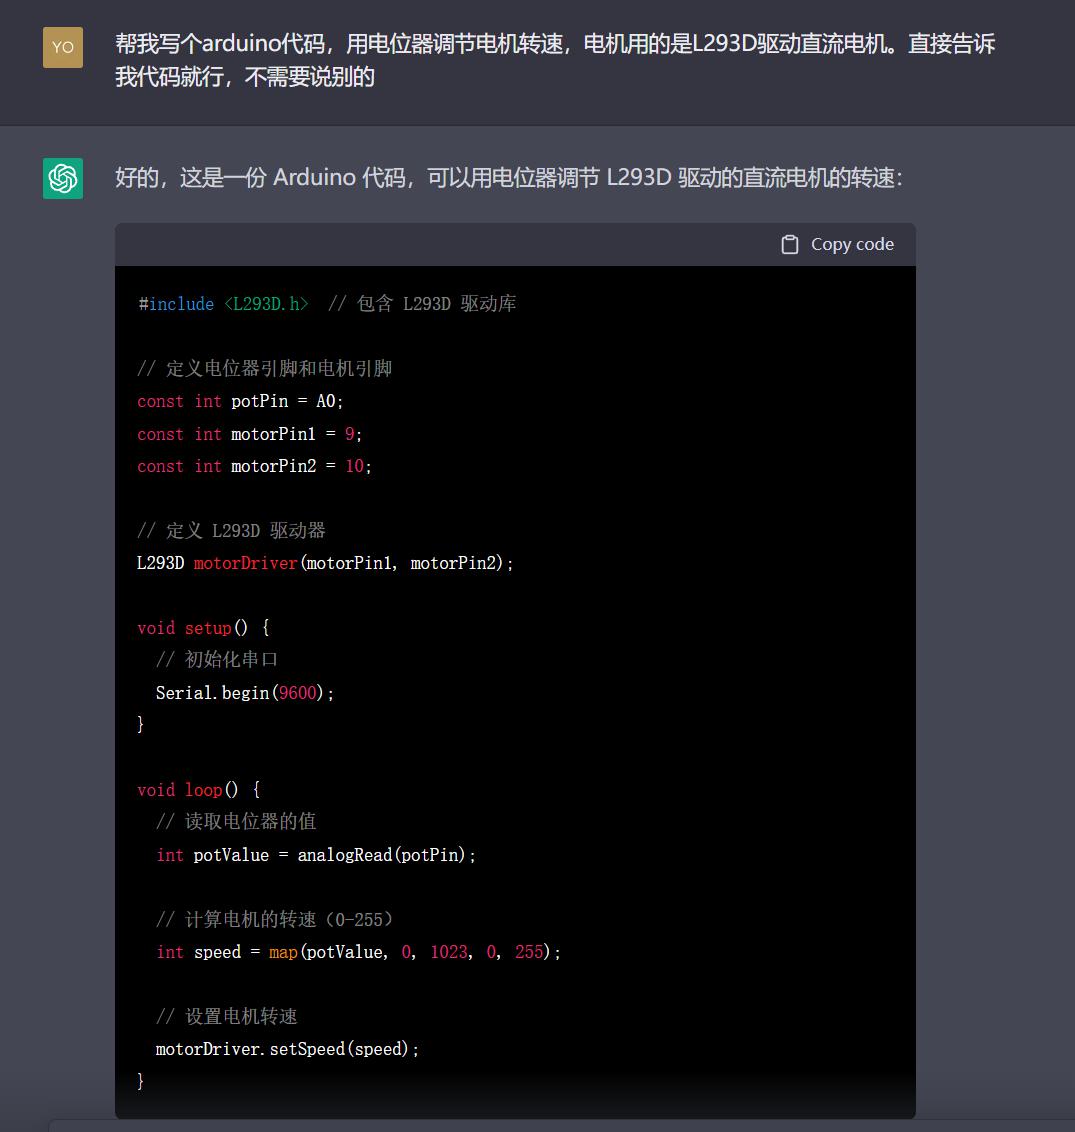 YO
帮我写个arduino代码，用电位器调节电机转速，电机用的是L293D驱动直流电机。直接告诉
我代码就行，不需要说别的
好的，这是一份 Arduino 代码，可以用电位器调节 L293D 驱动的直流电机的转速：
Copy code
#include <L293D.h>  // 包含 L293D 驱动库
// 定义电位器引脚和电机引脚
const int potPin = A0;
const int motorPin1 = 9;
const int motorPin2 = 10;
// 定义 L293D 驱动器
L293D motorDriver(motorPin1, motorPin2);
void setup() {
  // 初始化串口
  Serial.begin(9600);
}
void loop() {
  // 读取电位器的值
  int potValue = analogRead(potPin);
  // 计算电机的转速（0-255）
  int speed = map(potValue, 0, 1023, 0, 255);
  // 设置电机转速
  motorDriver.setSpeed(speed);
}